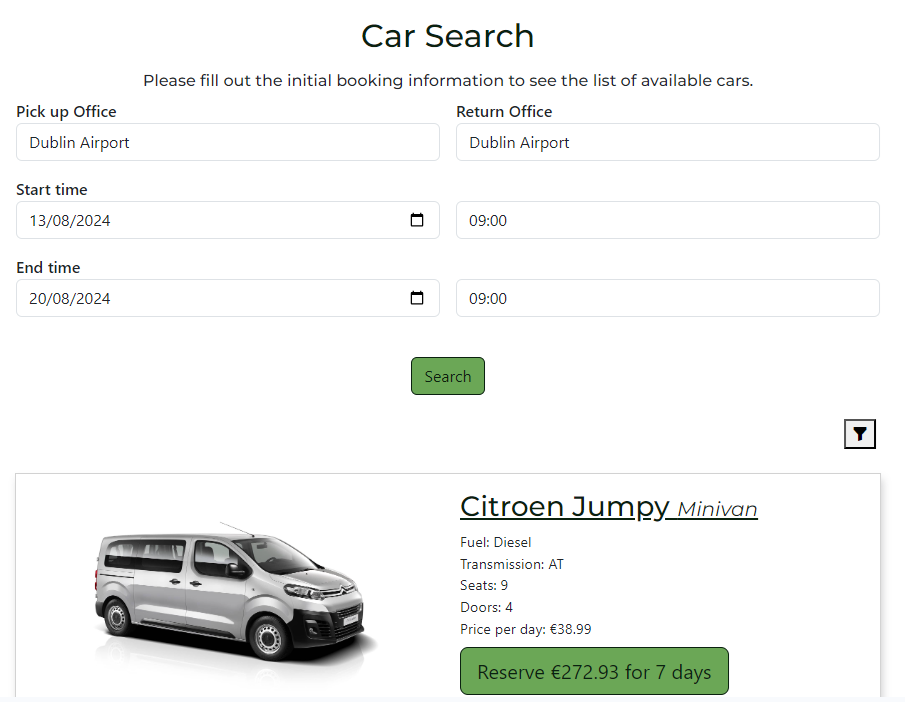 Car Search
Please fill out the initial booking information to see the list of available cars.
Pick up Office
Return Office
Dublin Airport
Dublin Airport
Start time
13/08/2024
09:00
End time
20/08/2024
09:00
Search
Citroen Jumpy Minivan
Fuel: Diesel
Transmission: AT
Seats: 9
Doors: 4
Price per day: €38.99
Reserve €272.93 for 7 days